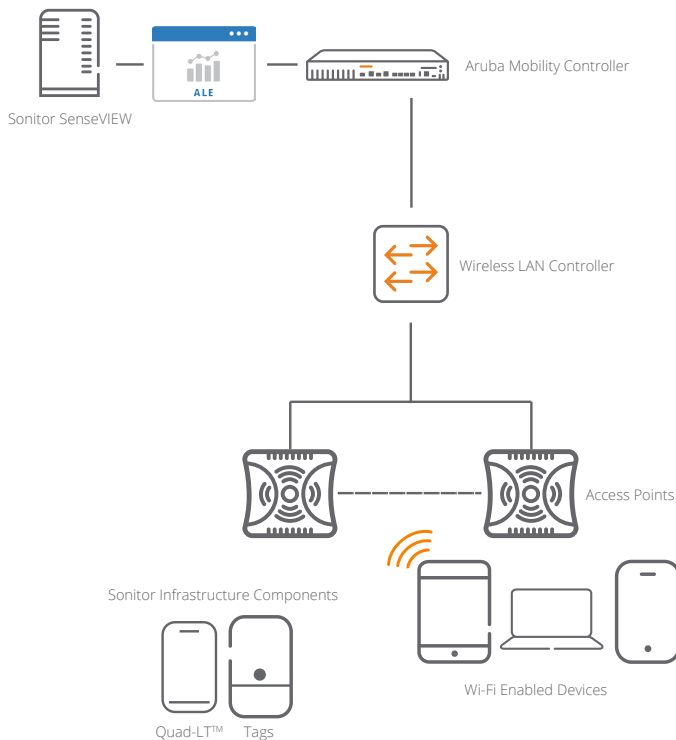 ALE
Aruba Mobility Controller
Sonitor SenseVIEW
Wireless LAN Controller
Access Points
Sonitor Infrastructure Components
Wi-Fi Enabled Devices
Quad-LT™ Tags